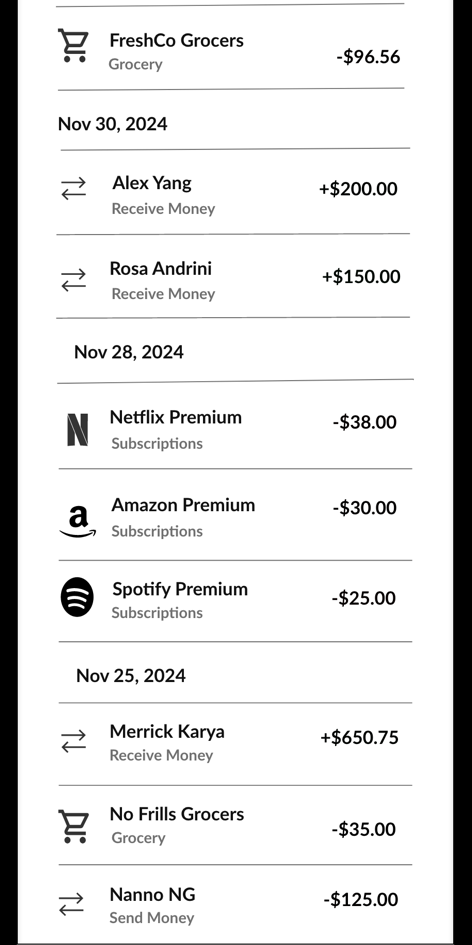 FreshCo Grocers
Grocery
-$96.56
Nov 30, 2024
Alex Yang
+$200.00
Receive Money
Rosa Andrini
+$150.00
Receive Money
Nov 28, 2024
Netflix Premium
-$38.00
Subscriptions
Amazon Premium
-$30.00
Subscriptions
Spotify Premium
-$25.00
Subscriptions
Nov 25, 2024
Merrick Karya
+$650.75
Receive Money
No Frills Grocers
-$35.00
Grocery
Nanno NG
-$125.00
Send Money